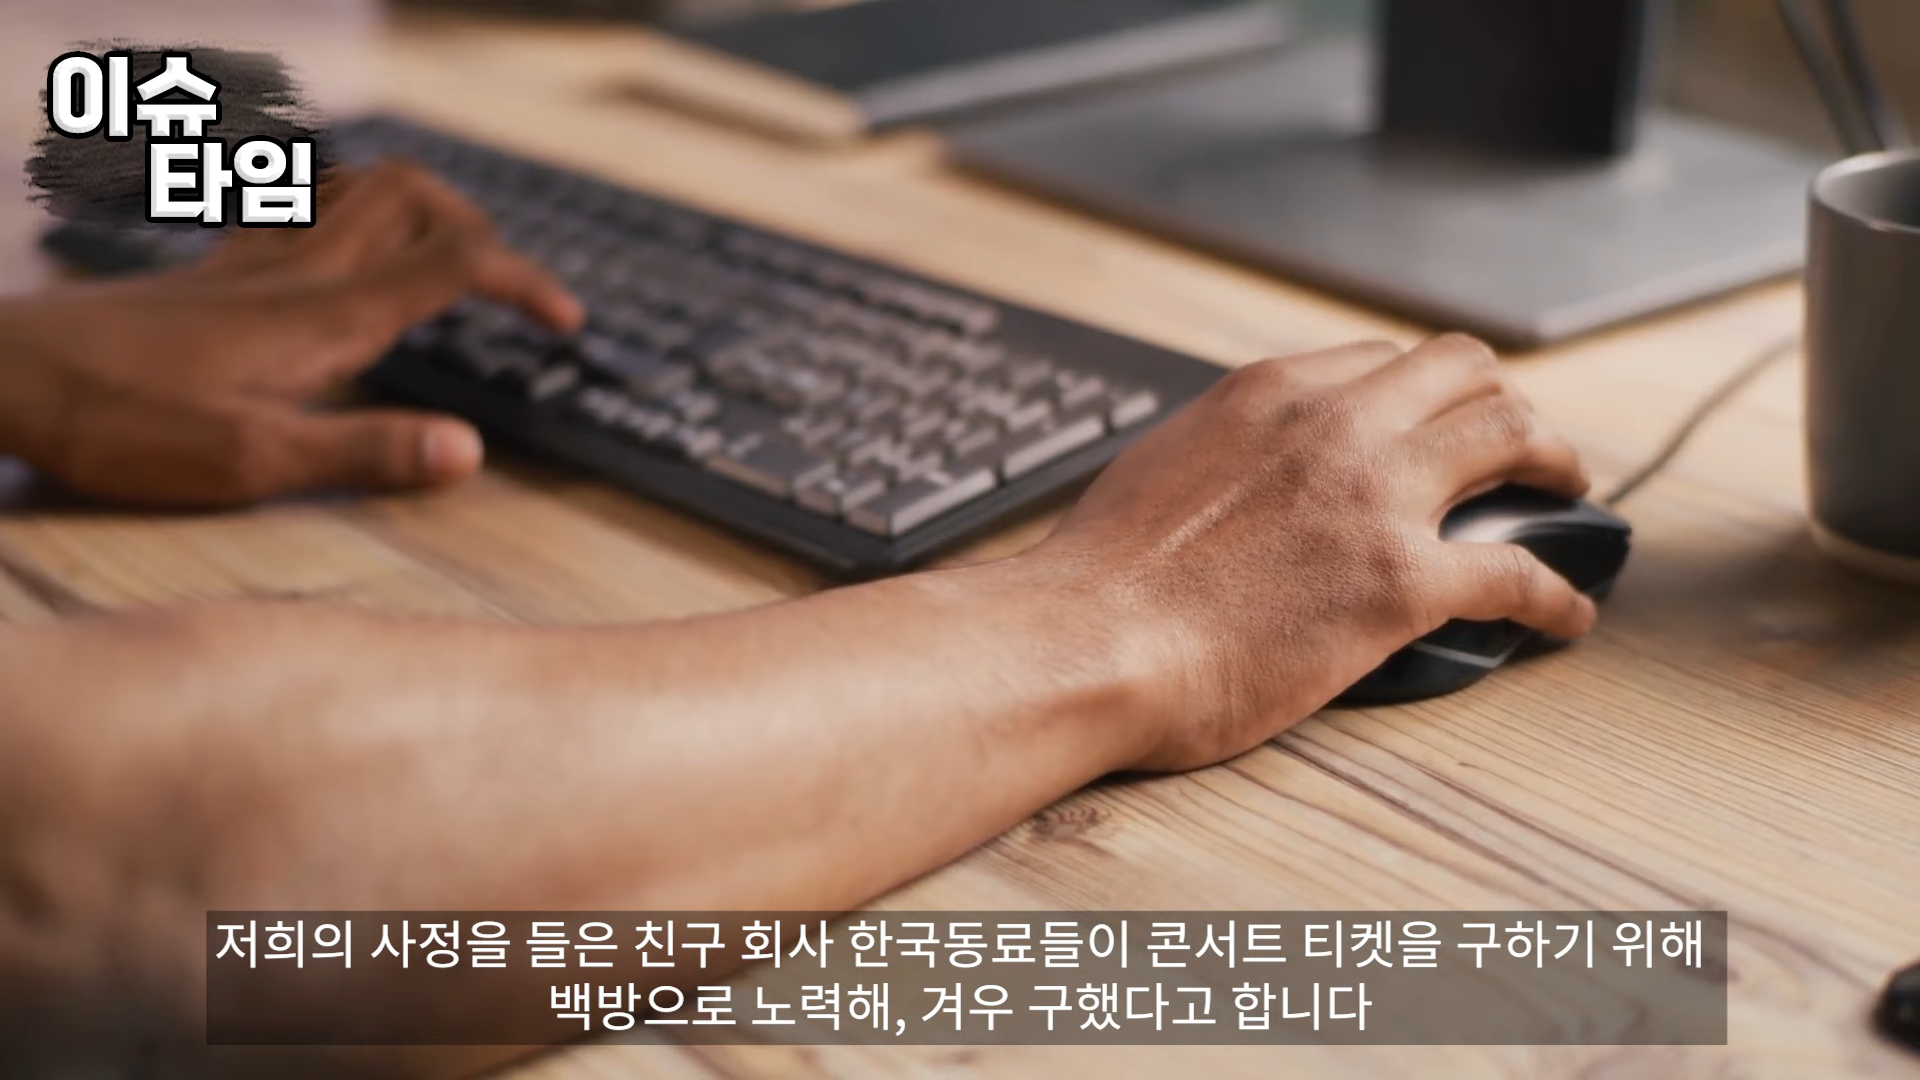 이슈
타임
저희의 사정을 들은 친구 회사 한국동료들이 콘서트 티켓을 구하기 위해
백방으로 노력해, 겨우 구했다고 합니다